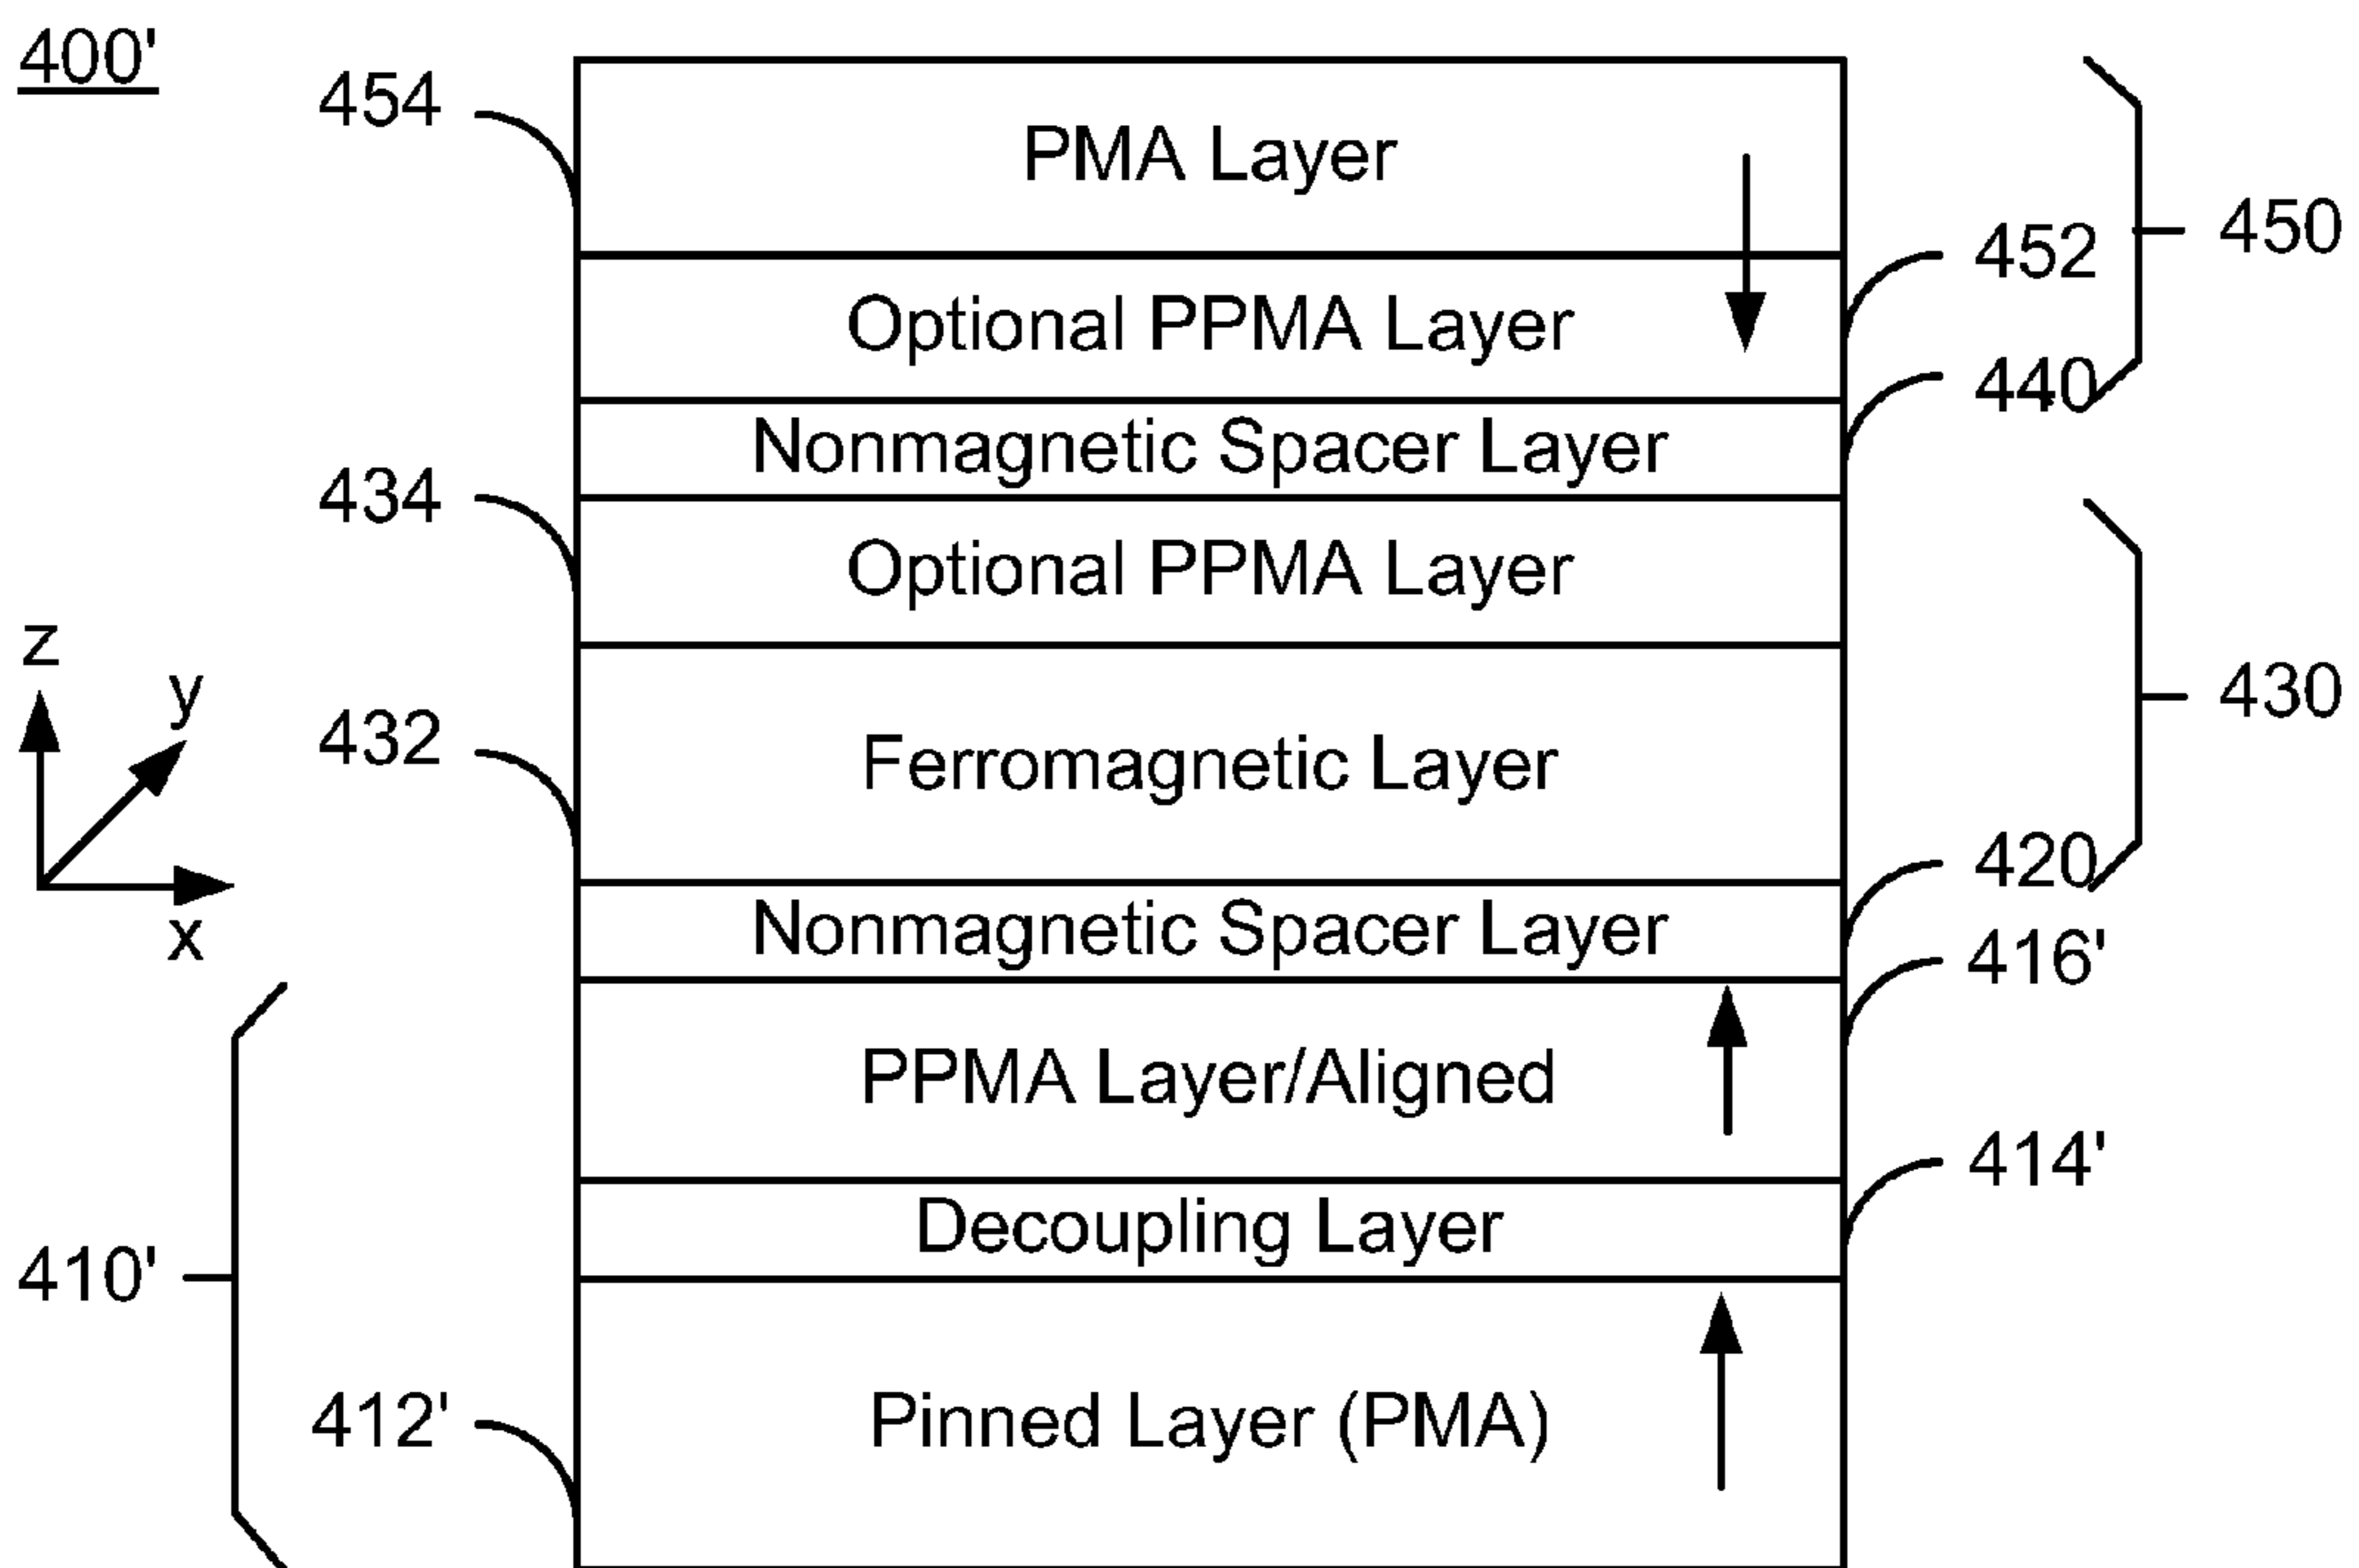 400'
454
PMA Layer
450
452
Optional PPMA Layer
440
Nonmagnetic Spacer Layer
434
Optional PPMA Layer
z
y
430
432
Ferromagnetic Layer
420
x
Nonmagnetic Spacer Layer
416'
PPMA Layer/Aligned
414'
Decoupling Layer
410'
412'
Pinned Layer (PMA)